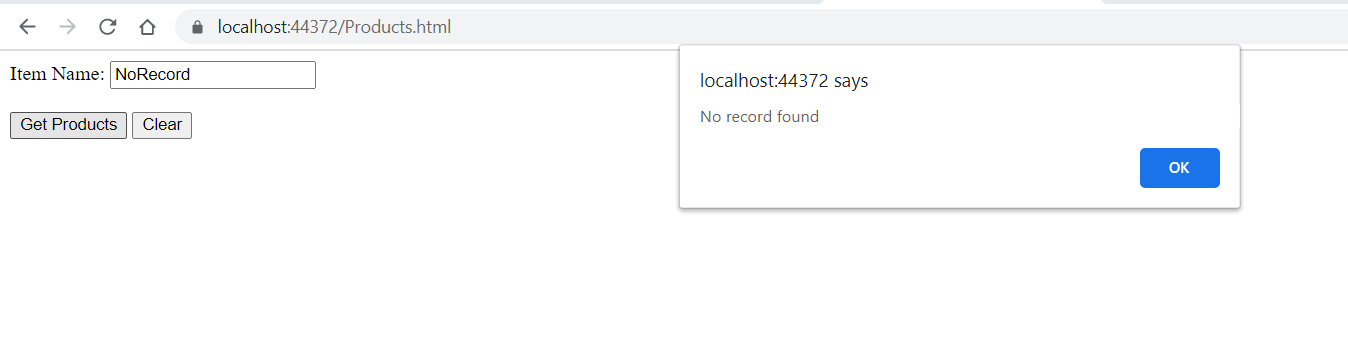 localhost:44372/Products.html
Item Name: NoRecord
Get Products Clear
localhost:44372 says
No record found
OK